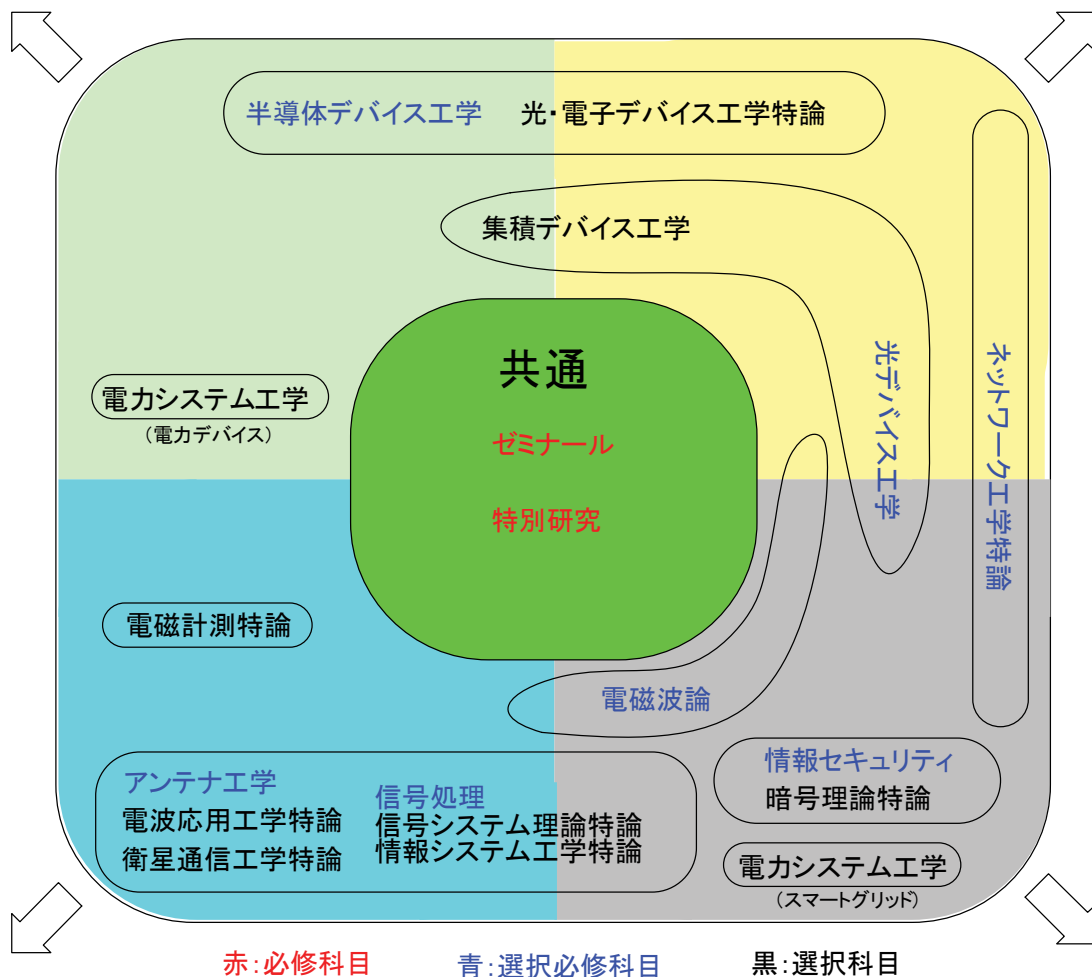 半導体デバイス工学 光・電子デバイス工学特論
集積デバイス工学
共通
ゼミナール
特別研究
光デバイス工学
ネットワーク工学特論
電力システム工学
(電力デバイス)
電磁計測特論
電磁波論
アンテナ工学
電波応用工学特論
衛星通信工学特論
信号処理
信号システム理論特論
情報システム工学特論
情報セキュリティ
暗号理論特論
電力システム工学
(スマートグリッド)
赤:必修科目 青:選択必修科目 黒:選択科目